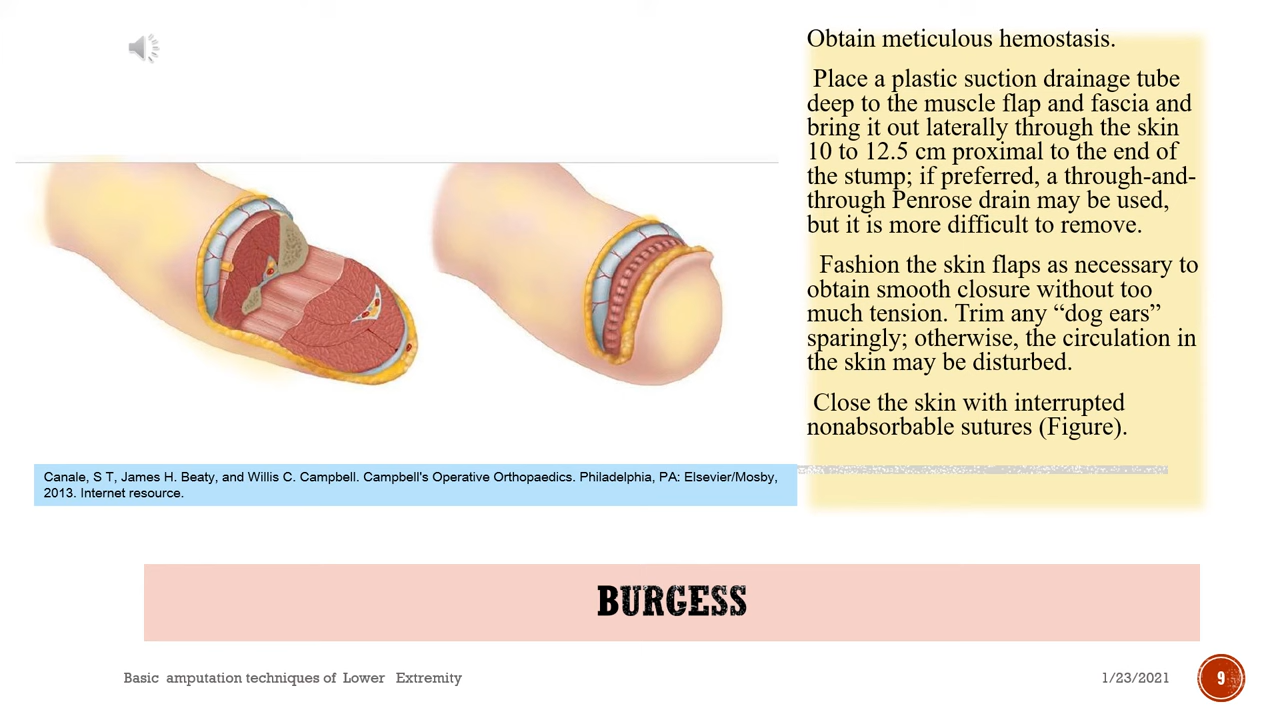 Obtain meticulous hemostasis.
Place a plastic suction drainage tube
deep to the muscle flap and fascia and
bring it out laterally through the skin
10 to 12.5 cm proximal to the end of
the stump; if preferred, a through-and-
through Penrose drain may be used,
but it is more difficult to remove.
Fashion the skin flaps as necessary to
obtain smooth closure without too
much tension. Trim any “dog ears”
sparingly; otherwise, the circulation in
the skin may be disturbed.
Close the skin with interrupted
nonabsorbable sutures (Figure).
Canale, S T, James H. Beaty, and Willis C. Campbell. Campbell's Operative Orthopaedics. Philadelphia, PA: Elsevier/Mosby,
2013. Internet resource.
BURGESS
Basic amputation techniques of Lower Extremity
1/23/2021
9